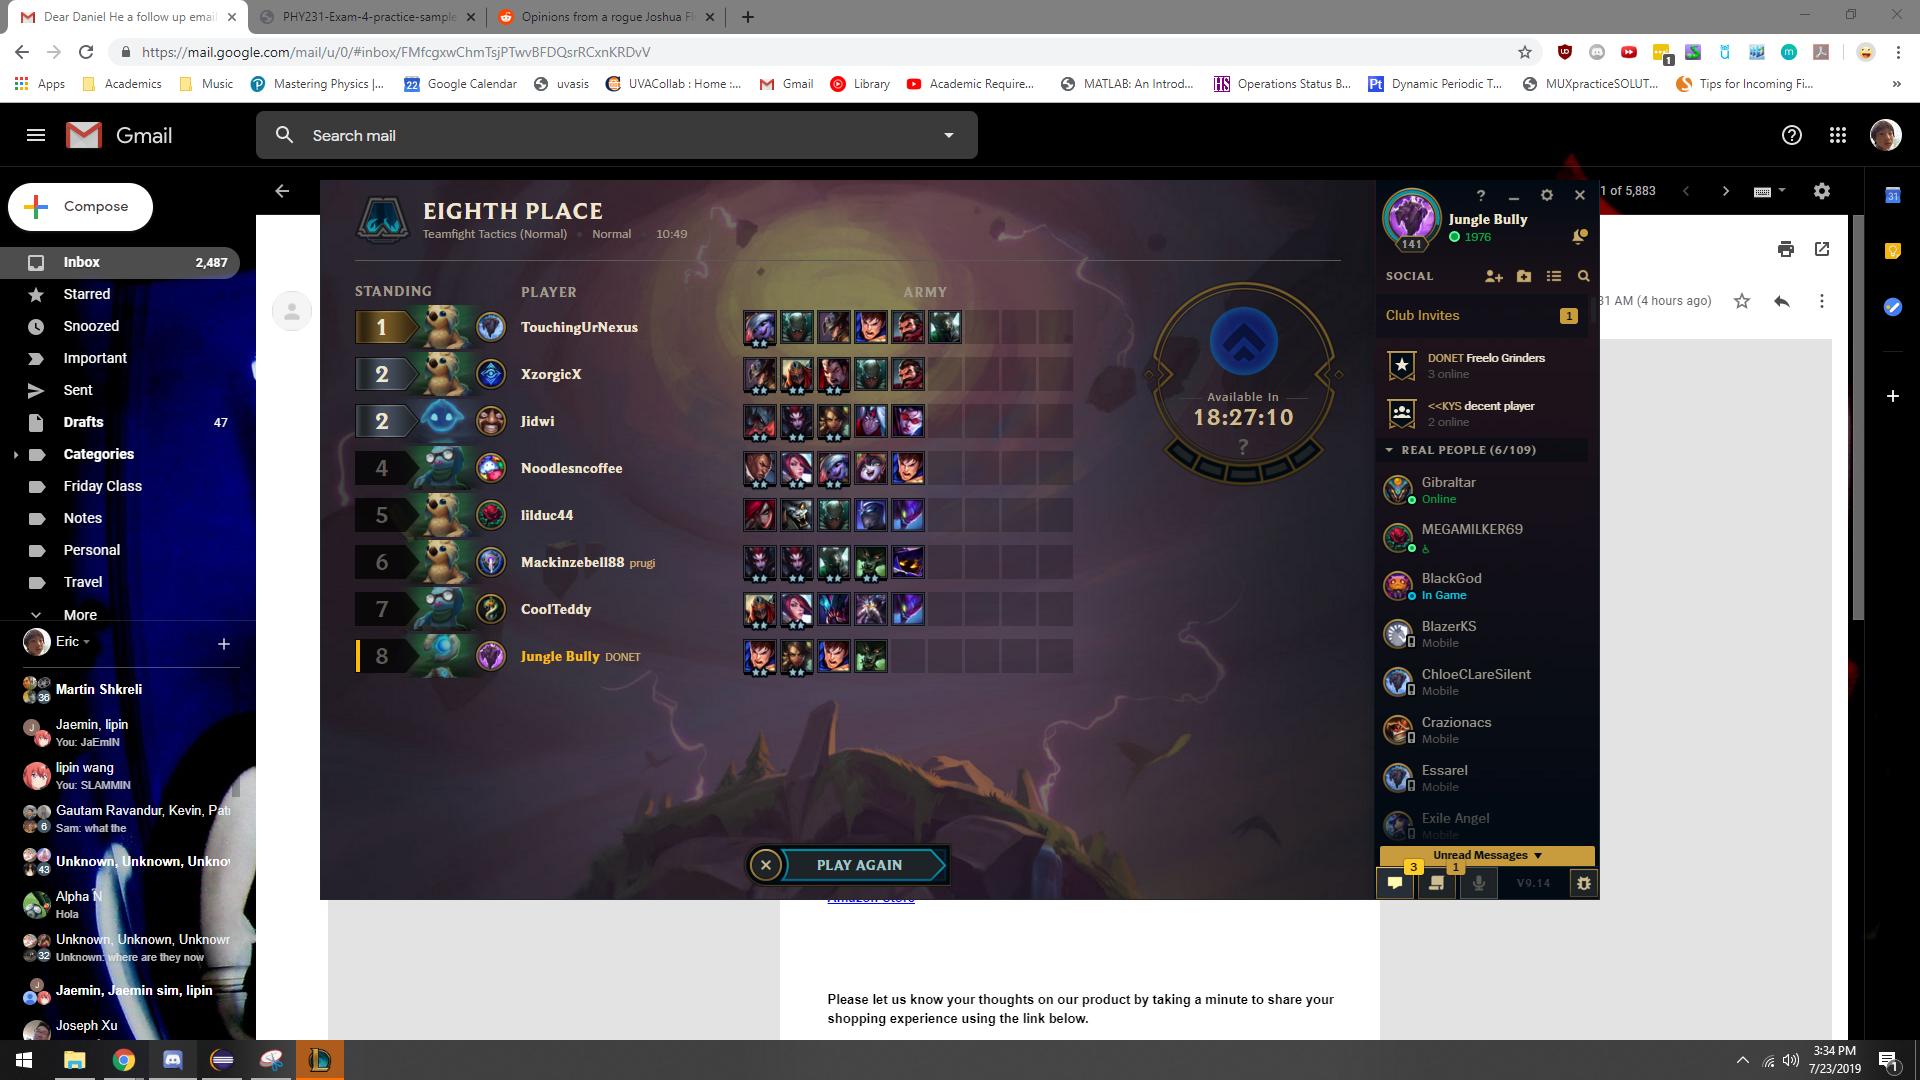 Dear Daniel He a follow up email
PHY231-Exam-4-practice-sample
Opinions from a rogue Joshua Fl
https://mail.google.com/mail/u/0/#inbox/FMfcgxwChmTsjPTwvBFDQsrRCxnKRDvV
Apps
Academics
Music
Mastering Physics |...
Google Calendar
uvasis
UVACollab : Home :...
Gmail
Library
Academic Require...
MATLAB: An Introd...
Operations Status B...
Dynamic Periodic T...
MUXpracticeSOLUT...
Tips for Incoming Fi...
Gmail
Search mail
Compose
1 of 5,883
Inbox 2,487
Starred
Snoozed
Important
Sent
Drafts 47
Categories
Friday Class
Notes
Personal
Travel
More
Eric
Martin Shkreli
36
Jaemin, lipin
You: JaEmIN
lipin wang
You: SLAMMIN
Gautam Ravandur, Kevin, Pat
6 Sam: what the
Unknown, Unknown, Unkno
43
Alpha N
Hola
Unknown, Unknown, Unknown
32 Unknown: where are they now
Jaemin, Jaemin sim, lipin
Joseph Xu
EIGHTH PLACE
Teamfight Tactics (Normal) • Normal • 10:49
STANDING PLAYER ARMY
1 TouchingUrNexus
2 XzorgicX
2 Jidwi
4 Noodlesncoffee
5 lilduc44
6 Mackinzebell88 prugi
7 CoolTeddy
8 Jungle Bully DONET
Available In
18:27:10
?
PLAY AGAIN
Jungle Bully
1976
141
SOCIAL
Club Invites 1
DONET Freelo Grinders
3 online
<<KYS decent player
2 online
REAL PEOPLE (6/109)
Gibraltar
Online
MEGAMILKER69
BlackGod
In Game
BlazerKS
Mobile
ChloeCLareSilent
Mobile
Crazionacs
Mobile
Essarel
Mobile
Exile Angel
Mobile
Unread Messages
3
1
V9.14
31 AM (4 hours ago)
Amazon Store
Please let us know your thoughts on our product by taking a minute to share your
shopping experience using the link below.
3:34 PM
7/23/2019
1